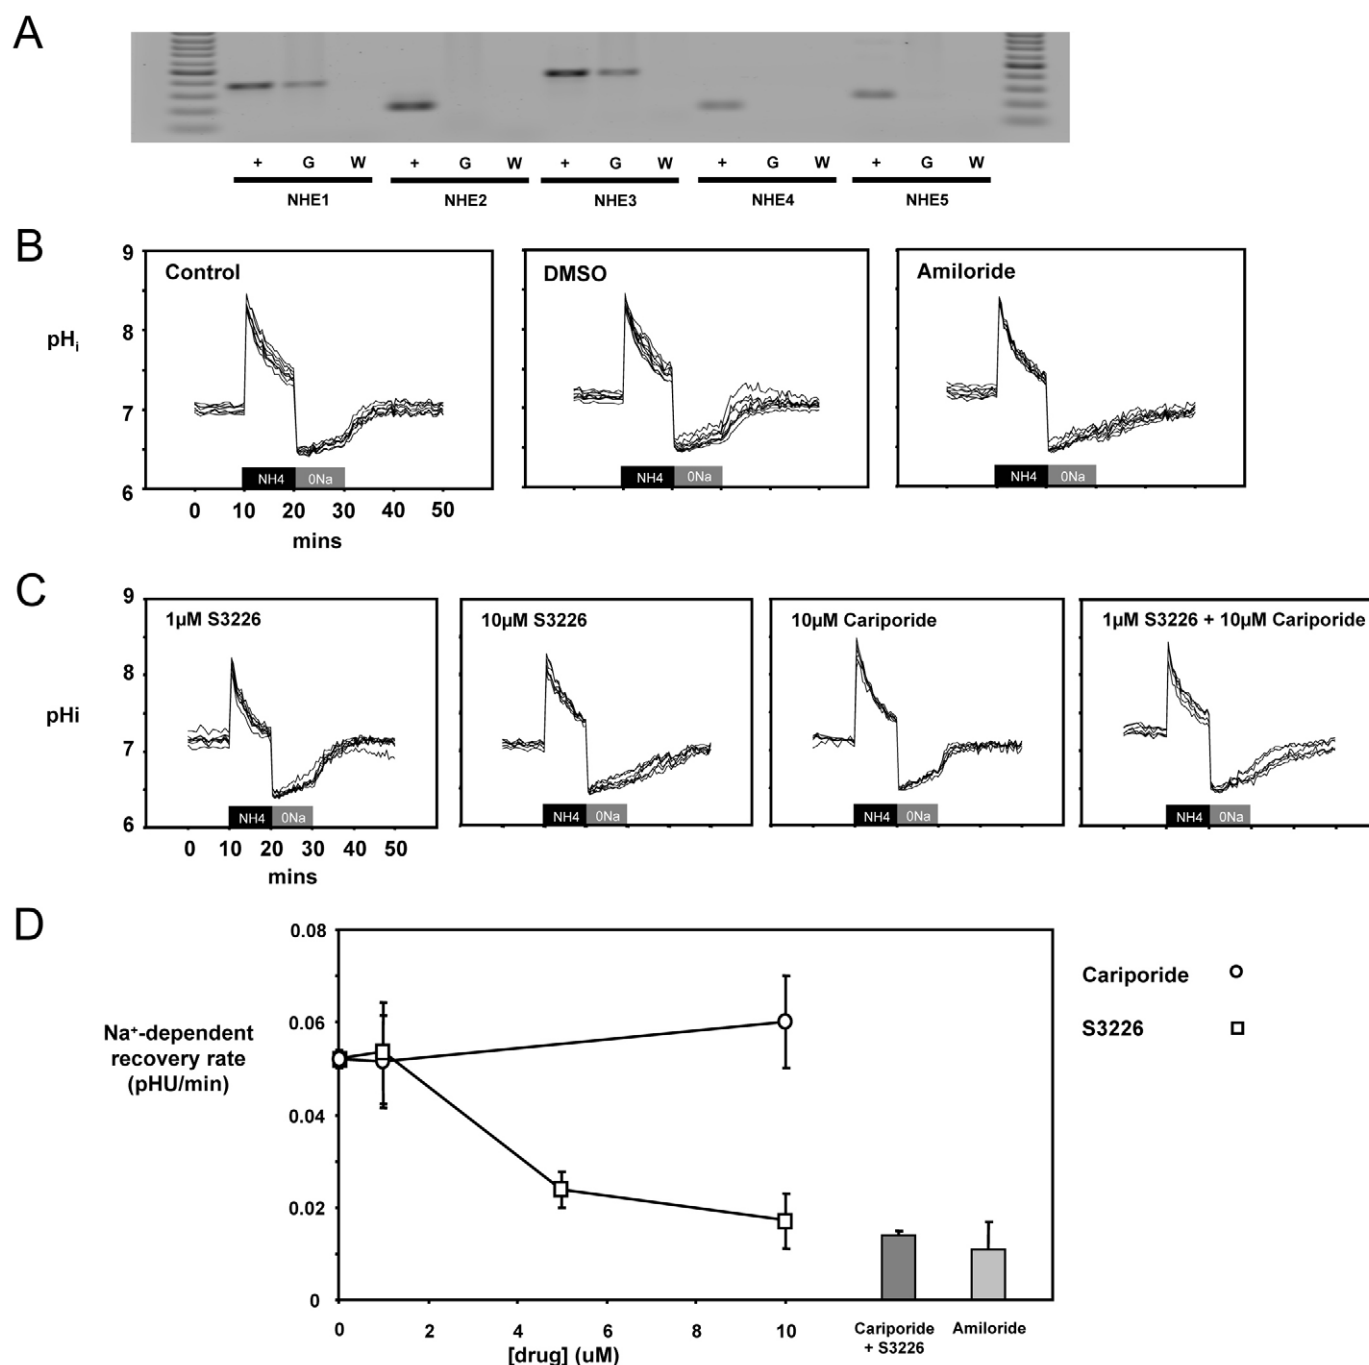 A
+ G W + G W + G W + G W + G W
NHE1 NHE2 NHE3 NHE4 NHE5
B
pHi
9
8
7
6
Control
NH4 0Na
0 10 20 30 40 50
mins
DMSO
NH4 0Na
Amiloride
NH4 0Na
C
pHi
9
8
7
6
1µM S3226
NH4 0Na
0 10 20 30 40 50
mins
10µM S3226
NH4 0Na
10µM Cariporide
NH4 0Na
1µM S3226 + 10µM Cariporide
NH4 0Na
D
Na⁺-dependent
recovery rate
(pHU/min)
0.08
0.06
0.04
0.02
0
0 2 4 6 8 10
[drug] (uM)
Cariporide
+ S3226
Amiloride
Cariporide
S3226